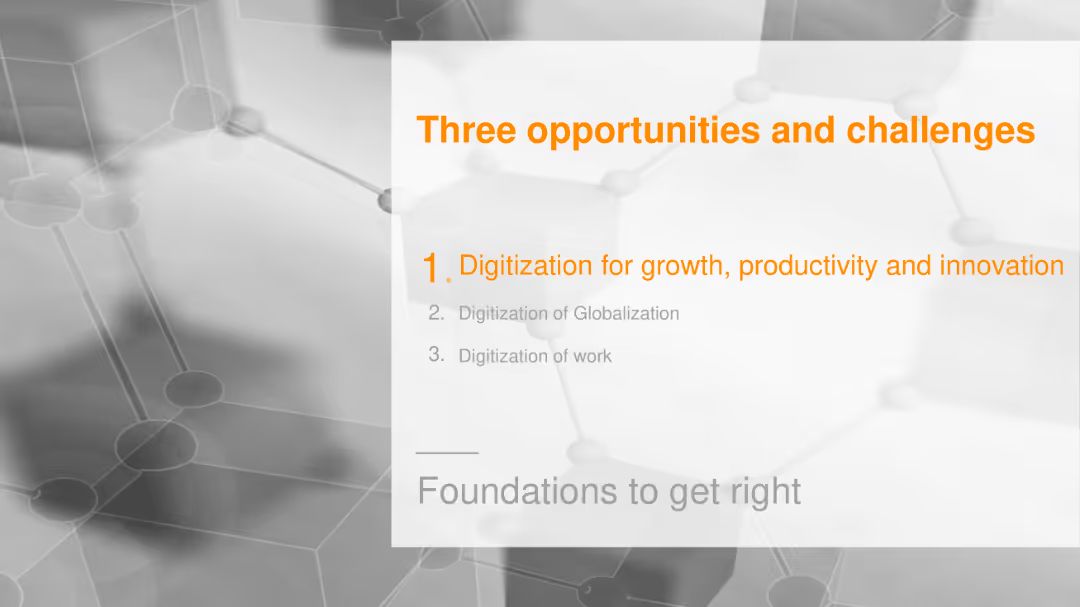 Three opportunities and challenges
1. Digitization for growth, productivity and innovation
2. Digitization of Globalization
3. Digitization of work
Foundations to get right